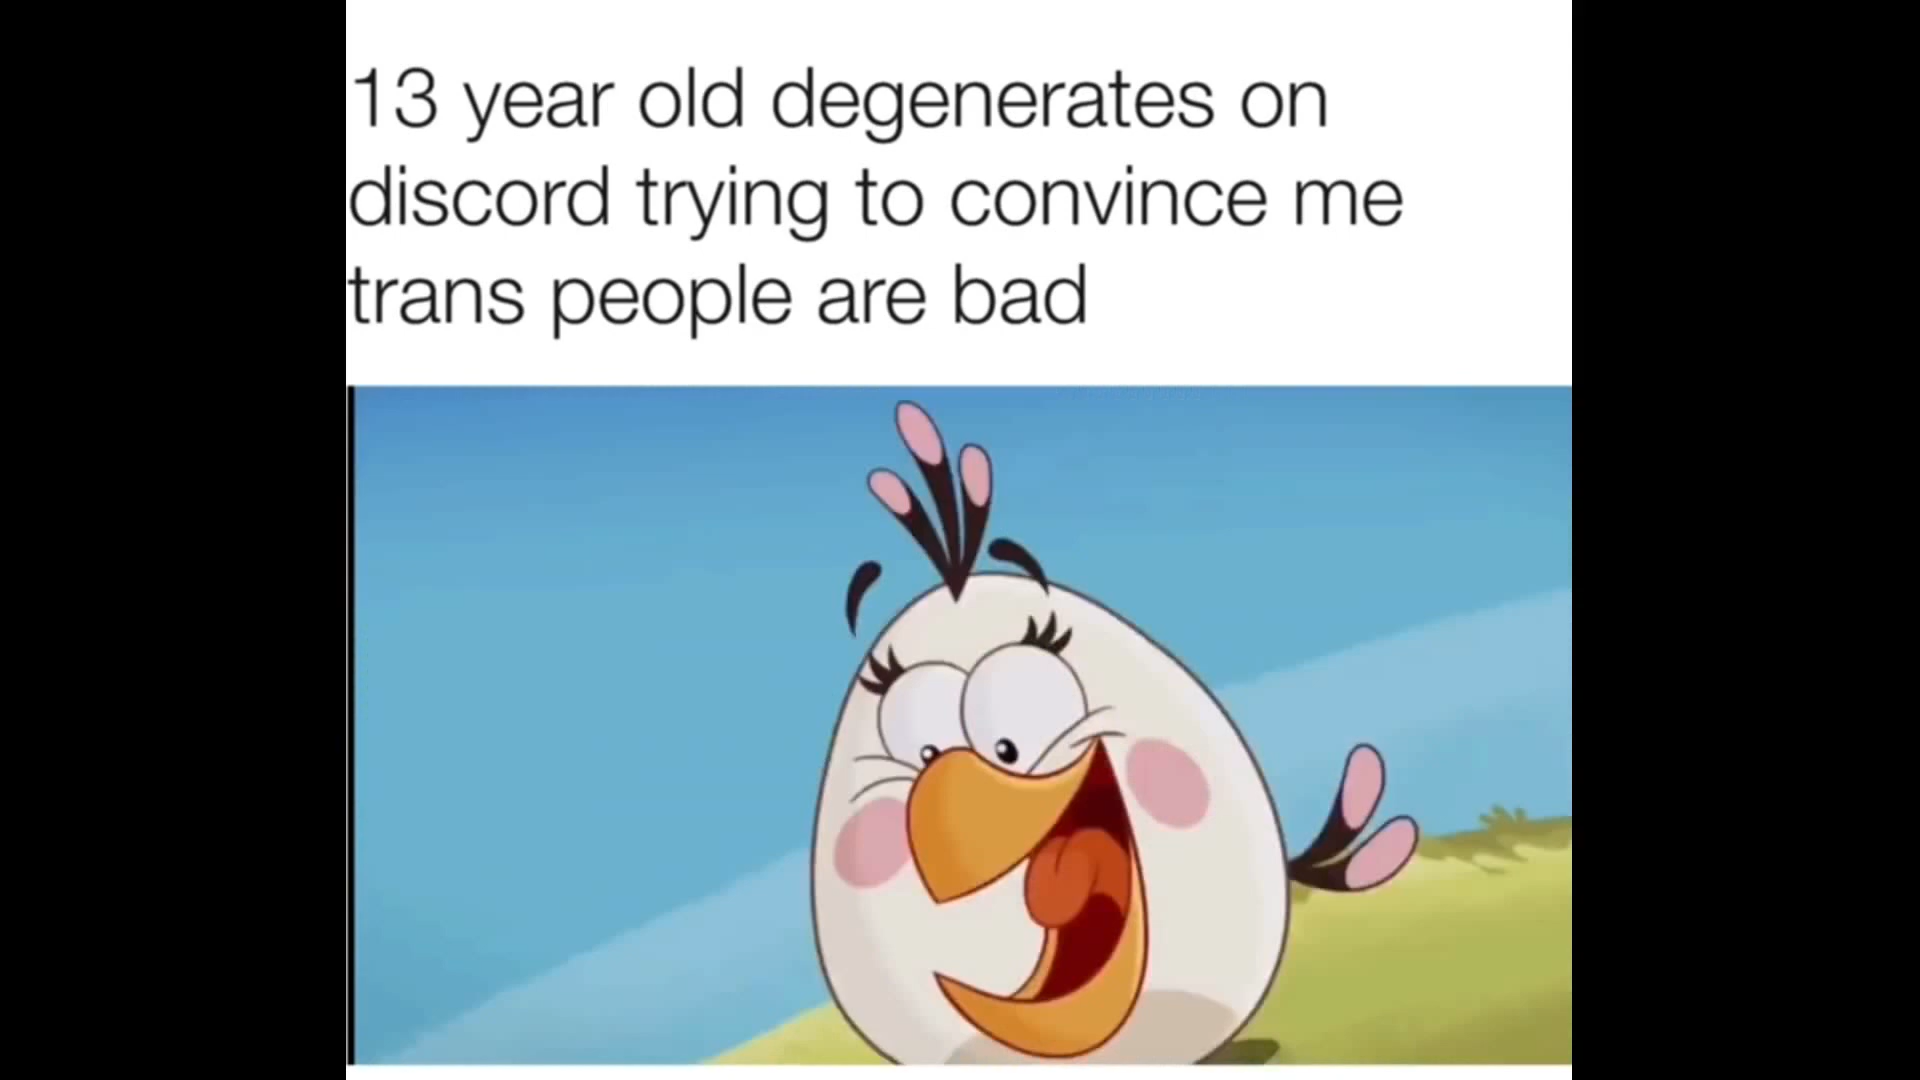 13 year old degenerates on
discord trying to convince me
trans people are bad